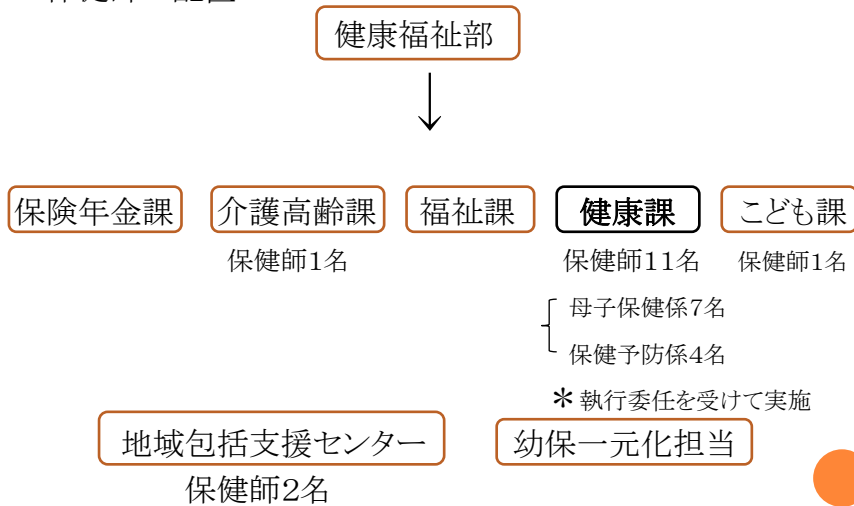 健康福祉部
↓
保険年金課 介護高齢課 福祉課 健康課 こども課
保健師1名 保健師11名 保健師1名
母子保健係7名
保健予防係4名
＊執行委任を受けて実施
地域包括支援センター 幼保一元化担当
保健師2名